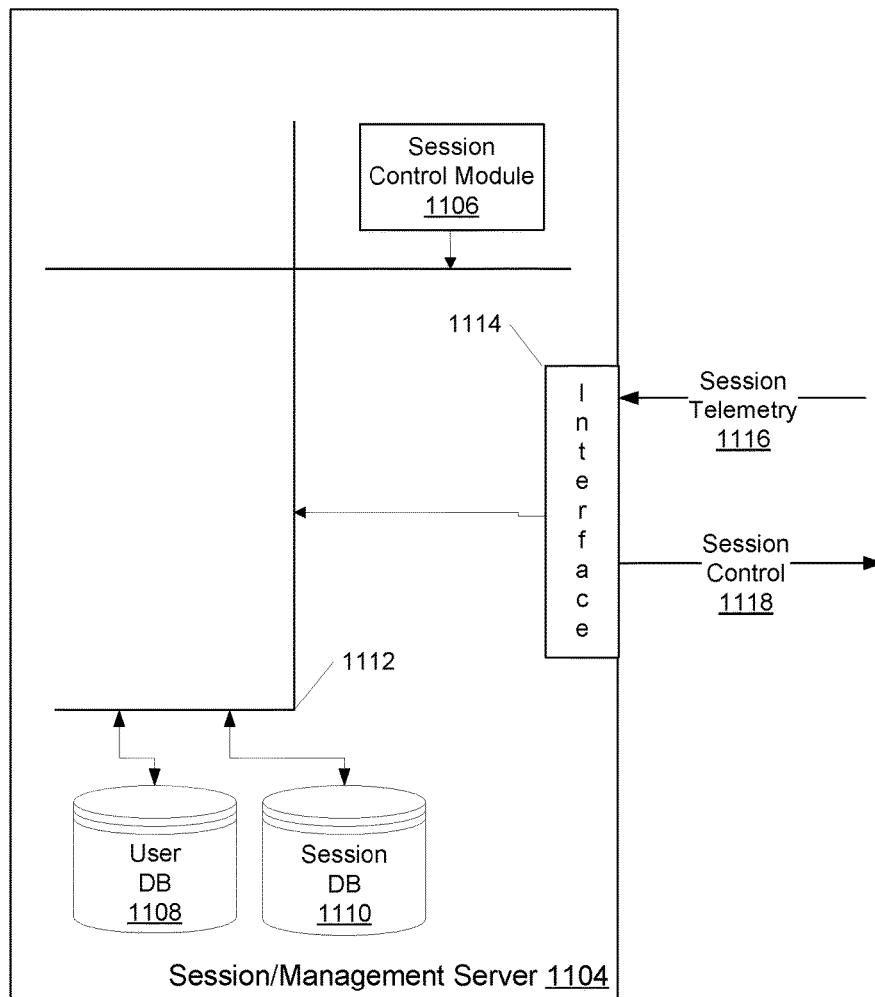 Session
Control Module
1106
1114
Interface
Session
Telemetry
1116
Session
Control
1118
1112
User
DB
1108
Session
DB
1110
Session/Management Server 1104